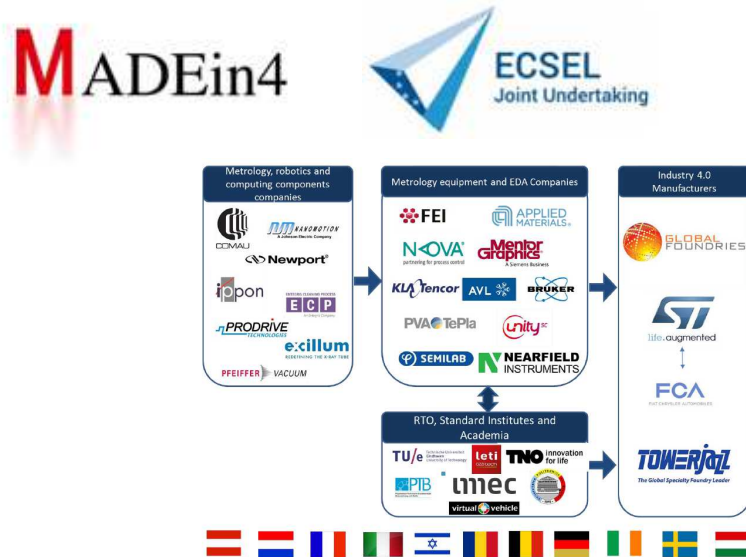 MADEin4
ECSEL
Joint Undertaking
Metrology, robotics and
computing components
companies
COMAU
NANOMOTION
A Johnson Electric Company
Newport®
ippon
ECP
PRODRIVE
TECHNOLOGIES
excillum
REDEFINING THE X-RAY TUBE
PFEIFFER VACUUM
Metrology equipment and EDA Companies
FEI
APPLIED
MATERIALS®
NOVA
partnering for process control
Mentor
Graphics®
A Siemens Business
KLA Tencor
AVL
BRUKER
PVA TePla
unity sc
SEMILAB
NEARFIELD
INSTRUMENTS
RTO, Standard Institutes and
Academia
TU/e
leti
TNO innovation
for life
PTB
imec
virtual vehicle
Industry 4.0
Manufacturers
GLOBAL
FOUNDRIES
ST
life.augmented
FCA
FIAT CHRYSLER AUTOMOBILES
TOWERJAZZ
The Global Specialty Foundry Leader